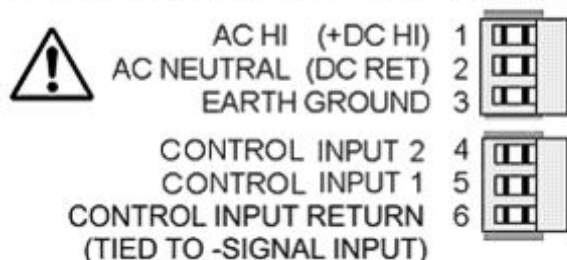 AC HI (+DC HI) 1
AC NEUTRAL (DC RET) 2
EARTH GROUND 3
CONTROL INPUT 2 4
CONTROL INPUT 1 5
CONTROL INPUT RETURN 6
(TIED TO -SIGNAL INPUT)